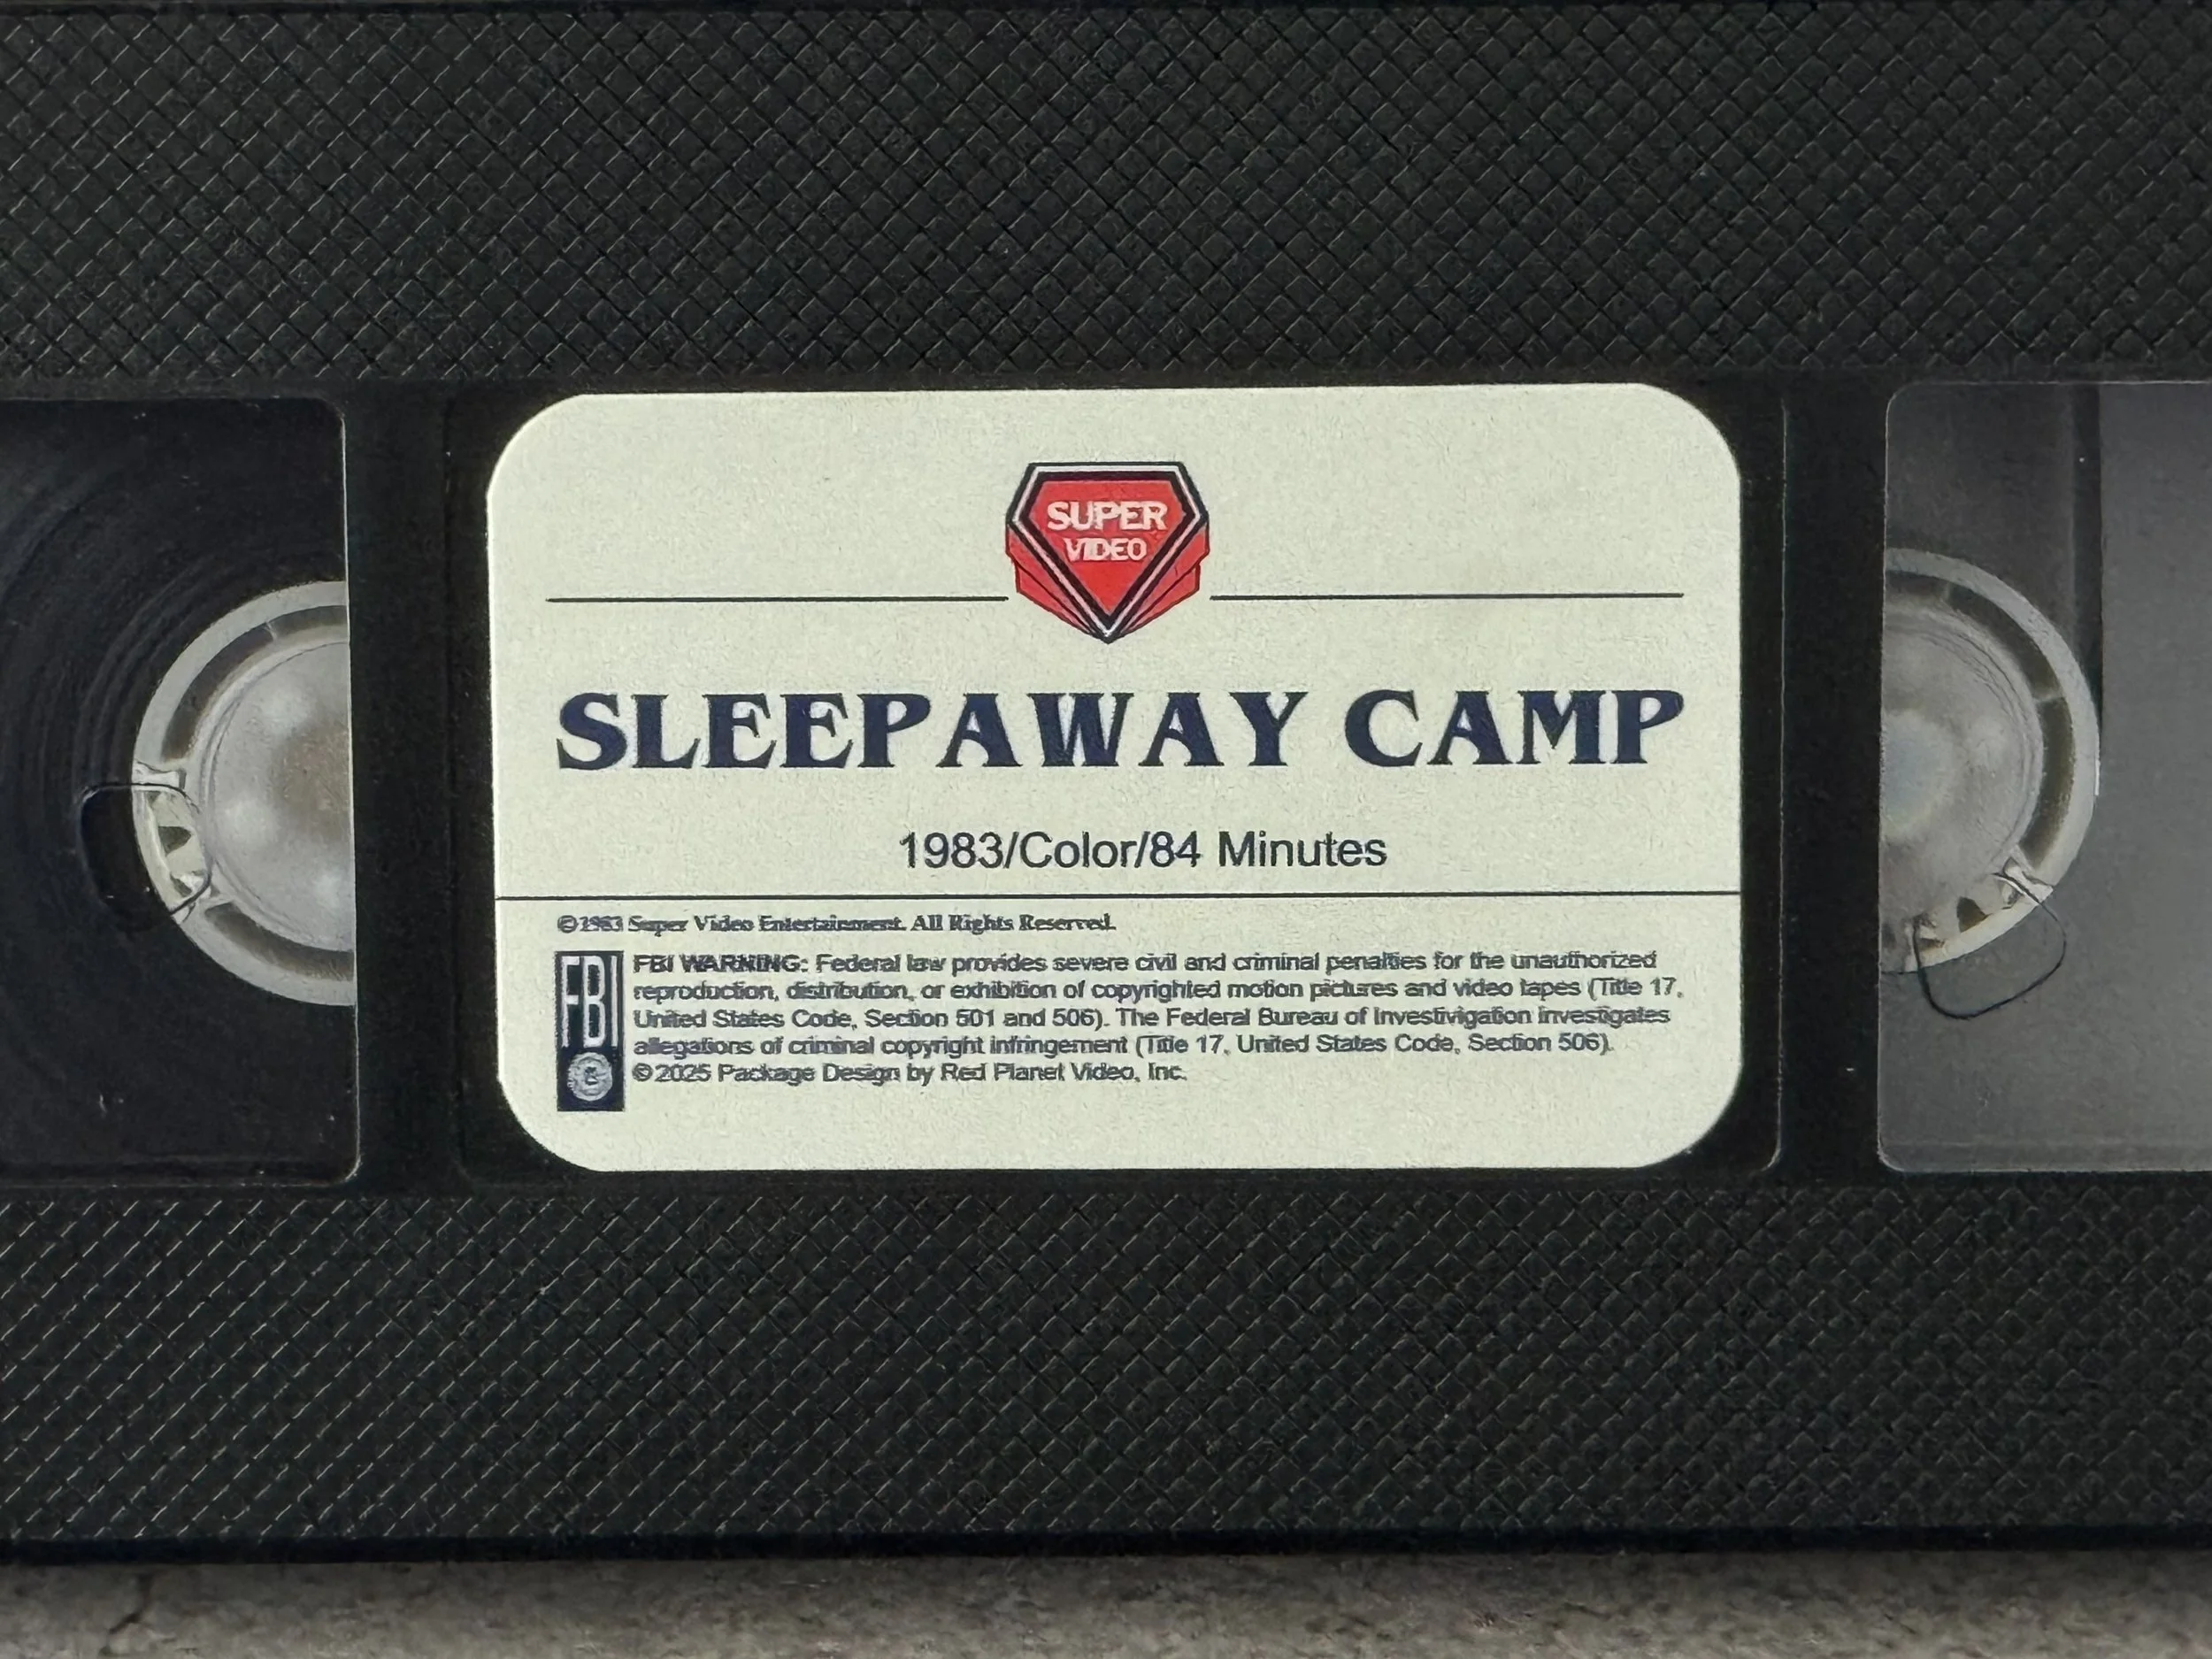 SUPER
VIDEO
SLEEPAWAY CAMP
1983/Color/84 Minutes
©1983 Super Video Entertainment. All Rights Reserved.
FBI
FBI WARNING: Federal law provides severe civil and criminal penalties for the unauthorized
reproduction, distribution, or exhibition of copyrighted motion pictures and video tapes (Title 17,
United States Code, Section 501 and 506). The Federal Bureau of Investivigation investigates
allegations of criminal copyright infringement (Title 17, United States Code, Section 506).
©2025 Package Design by Red Planet Video, Inc.